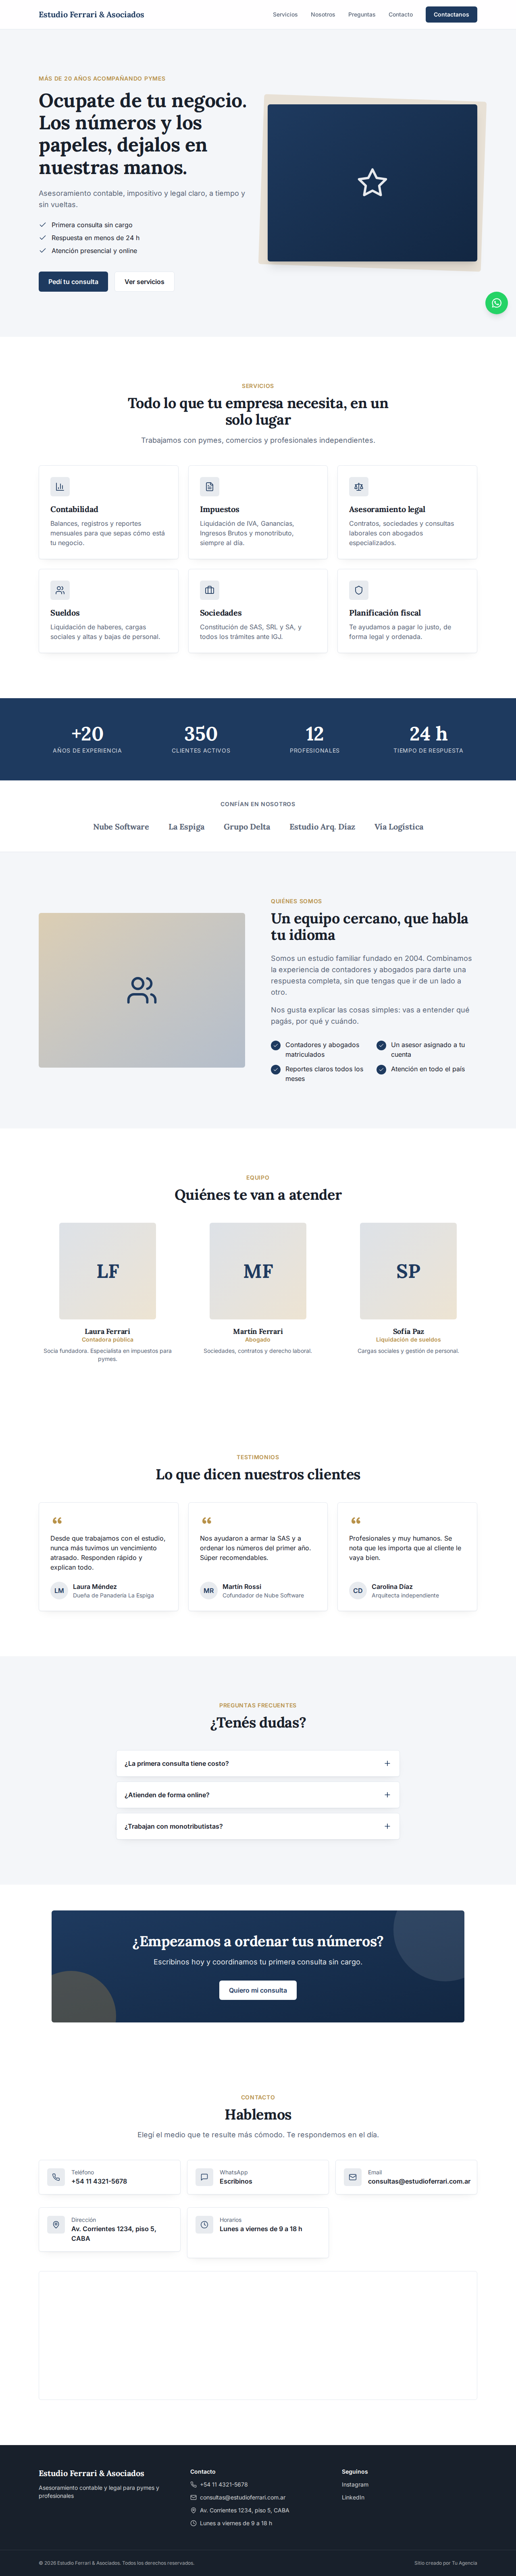 Estudio Ferrari & Asociados
Servicios
Nosotros
Preguntas
Contacto
Contactanos
MÁS DE 20 AÑOS ACOMPAÑANDO PYMES
Ocupate de tu negocio.
Los números y los
papeles, dejalos en
nuestras manos.
Asesoramiento contable, impositivo y legal claro, a tiempo y
sin vueltas.
Primera consulta sin cargo
Respuesta en menos de 24 h
Atención presencial y online
Pedí tu consulta
Ver servicios
SERVICIOS
Todo lo que tu empresa necesita, en un
solo lugar
Trabajamos con pymes, comercios y profesionales independientes.
Contabilidad
Balances, registros y reportes
mensuales para que sepas cómo está
tu negocio.
Impuestos
Liquidación de IVA, Ganancias,
Ingresos Brutos y monotributo,
siempre al día.
Asesoramiento legal
Contratos, sociedades y consultas
laborales con abogados
especializados.
Sueldos
Liquidación de haberes, cargas
sociales y altas y bajas de personal.
Sociedades
Constitución de SAS, SRL y SA, y
todos los trámites ante IGJ.
Planificación fiscal
Te ayudamos a pagar lo justo, de
forma legal y ordenada.
+20
AÑOS DE EXPERIENCIA
350
CLIENTES ACTIVOS
12
PROFESIONALES
24 h
TIEMPO DE RESPUESTA
CONFÍAN EN NOSOTROS
Nube Software
La Espiga
Grupo Delta
Estudio Arq. Díaz
Vía Logística
QUIÉNES SOMOS
Un equipo cercano, que habla
tu idioma
Somos un estudio familiar fundado en 2004. Combinamos
la experiencia de contadores y abogados para darte una
respuesta completa, sin que tengas que ir de un lado a
otro.
Nos gusta explicar las cosas simples: vas a entender qué
pagás, por qué y cuándo.
Contadores y abogados
matriculados
Un asesor asignado a tu
cuenta
Reportes claros todos los
meses
Atención en todo el país
EQUIPO
Quiénes te van a atender
LF
Laura Ferrari
Contadora pública
Socia fundadora. Especialista en impuestos para
pymes.
MF
Martín Ferrari
Abogado
Sociedades, contratos y derecho laboral.
SP
Sofía Paz
Liquidación de sueldos
Cargas sociales y gestión de personal.
TESTIMONIOS
Lo que dicen nuestros clientes
Desde que trabajamos con el estudio,
nunca más tuvimos un vencimiento
atrasado. Responden rápido y
explican todo.
LM
Laura Méndez
Dueña de Panadería La Espiga
Nos ayudaron a armar la SAS y a
ordenar los números del primer año.
Súper recomendables.
MR
Martín Rossi
Cofundador de Nube Software
Profesionales y muy humanos. Se
nota que les importa que al cliente le
vaya bien.
CD
Carolina Díaz
Arquitecta independiente
PREGUNTAS FRECUENTES
¿Tenés dudas?
¿La primera consulta tiene costo?
¿Atienden de forma online?
¿Trabajan con monotributistas?
¿Empezamos a ordenar tus números?
Escribinos hoy y coordinamos tu primera consulta sin cargo.
Quiero mi consulta
CONTACTO
Hablemos
Elegí el medio que te resulte más cómodo. Te respondemos en el día.
Teléfono
+54 11 4321-5678
WhatsApp
Escribinos
Email
consultas@estudioferrari.com.ar
Dirección
Av. Corrientes 1234, piso 5,
CABA
Horarios
Lunes a viernes de 9 a 18 h
Estudio Ferrari & Asociados
Asesoramiento contable y legal para pymes y
profesionales
Contacto
+54 11 4321-5678
consultas@estudioferrari.com.ar
Av. Corrientes 1234, piso 5, CABA
Lunes a viernes de 9 a 18 h
Seguinos
Instagram
LinkedIn
© 2026 Estudio Ferrari & Asociados. Todos los derechos reservados.
Sitio creado por Tu Agencia